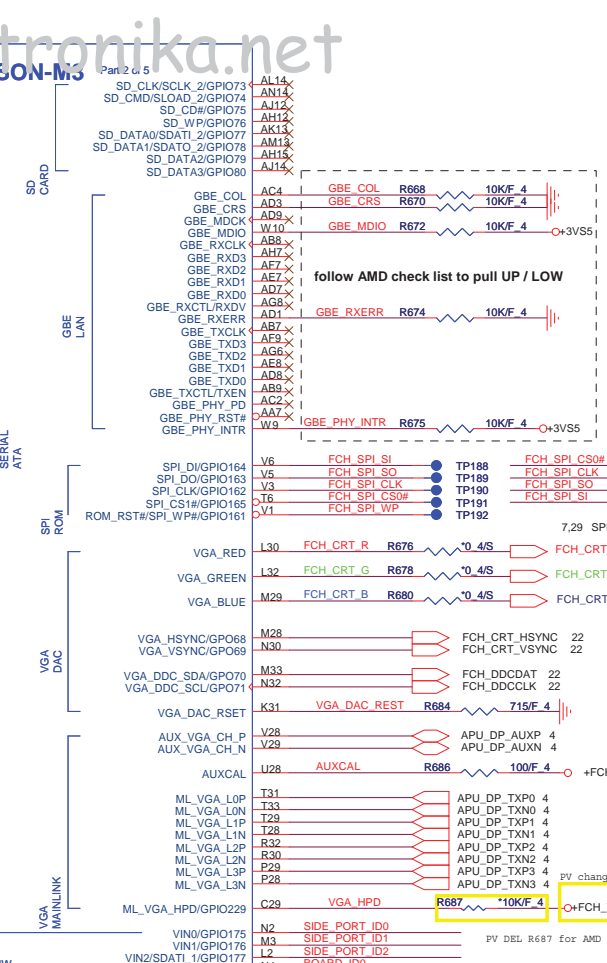 tronika.net
SON-M3 Part 2 of 5
SD_CLK/SCLK_2/GPIO73 AL14
SD_CMD/SLOAD_2/GPIO74 AN14
SD_CD#/GPIO75 AJ12
SD_WP/GPIO76 AH12
SD_DATA0/SDATI_2/GPIO77 AK13
SD_DATA1/SDATO_2/GPIO78 AM13
SD_DATA2/GPIO79 AH15
SD_DATA3/GPIO80 AJ14
SD CARD
GBE_COL AC4 GBE_COL R668 10K/F_4
GBE_CRS AD3 GBE_CRS R670 10K/F_4
GBE_MDCK AD9
GBE_MDIO W10 GBE_MDIO R672 10K/F_4 +3VS5
GBE_RXCLK AB8
GBE_RXD3 AH7
GBE_RXD2 AF7
GBE_RXD1 AE7
GBE_RXD0 AD7
follow AMD check list to pull UP / LOW
GBE_RXCTL/RXDV AG8
GBE_RXERR AD1 GBE_RXERR R674 10K/F_4
GBE_TXCLK AB7
GBE_TXD3 AF9
GBE_TXD2 AG6
GBE_TXD1 AE8
GBE_TXD0 AD8
GBE_TXCTL/TXEN AB9
GBE_PHY_PD AC2
GBE_PHY_RST# AA7
GBE_PHY_INTR W9 GBE_PHY_INTR R675 10K/F_4 +3VS5
GBE LAN
SERIAL ATA
SPI_DI/GPIO164 V6 FCH_SPI_SI TP188 FCH_SPI_CS0#
SPI_DO/GPIO163 V5 FCH_SPI_SO TP189 FCH_SPI_CLK
SPI_CLK/GPIO162 V3 FCH_SPI_CLK TP190 FCH_SPI_SO
SPI_CS1#/GPIO165 T6 FCH_SPI_CS0# TP191 FCH_SPI_SI
ROM_RST#/SPI_WP#/GPIO161 V1 FCH_SPI_WP TP192
SPI ROM
7,29 SPI
VGA_RED L30 FCH_CRT_R R676 *0_4/S FCH_CRT
VGA_GREEN L32 FCH_CRT_G R678 *0_4/S FCH_CRT
VGA_BLUE M29 FCH_CRT_B R680 *0_4/S FCH_CRT
VGA_HSYNC/GPO68 M28 FCH_CRT_HSYNC 22
VGA_VSYNC/GPO69 N30 FCH_CRT_VSYNC 22
VGA_DDC_SDA/GPO70 M33 FCH_DDCDAT 22
VGA_DDC_SCL/GPO71 N32 FCH_DDCCLK 22
VGA_DAC_RSET K31 VGA_DAC_REST R684 715/F_4
VGA DAC
AUX_VGA_CH_P V28 APU_DP_AUXP 4
AUX_VGA_CH_N V29 APU_DP_AUXN 4
AUXCAL U28 AUXCAL R686 100/F_4 +FCH
ML_VGA_L0P T31 APU_DP_TXP0 4
ML_VGA_L0N T33 APU_DP_TXN0 4
ML_VGA_L1P T29 APU_DP_TXP1 4
ML_VGA_L1N T28 APU_DP_TXN1 4
ML_VGA_L2P R32 APU_DP_TXP2 4
ML_VGA_L2N R30 APU_DP_TXN2 4
ML_VGA_L3P P29 APU_DP_TXP3 4
ML_VGA_L3N P28 APU_DP_TXN3 4
PV chang
ML_VGA_HPD/GPIO229 C29 VGA_HPD R687 *10K/F_4 +FCH_
VGA MAINLINK
VIN0/GPIO175 N2 SIDE_PORT_ID0
VIN1/GPIO176 M3 SIDE_PORT_ID1
VIN2/SDATI_1/GPIO177 L2 SIDE_PORT_ID2
PV DEL R687 for AMD
BOARD_ID0